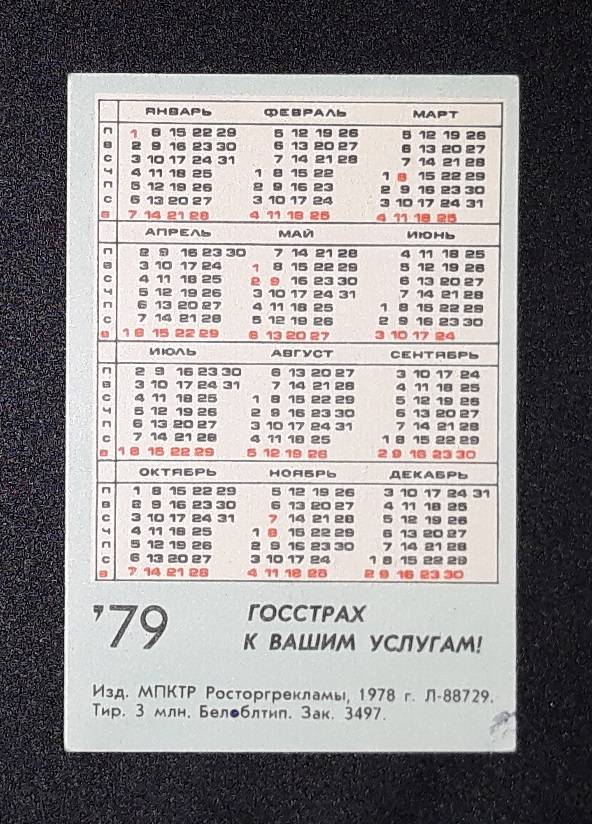 ЯНВАРЬ ФЕВРАЛЬ МАРТ
П 1 8 15 22 29 5 12 19 26 5 12 19 26
В 2 9 16 23 30 6 13 20 27 6 13 20 27
С 3 10 17 24 31 7 14 21 28 7 14 21 28
Ч 4 11 18 25 1 8 15 22 1 8 15 22 29
П 5 12 19 26 2 9 16 23 2 9 16 23 30
С 6 13 20 27 3 10 17 24 3 10 17 24 31
В 7 14 21 28 4 11 18 25 4 11 18 25
АПРЕЛЬ МАЙ ИЮНЬ
П 2 9 16 23 30 7 14 21 28 4 11 18 25
В 3 10 17 24 1 8 15 22 29 5 12 19 26
С 4 11 18 25 2 9 16 23 30 6 13 20 27
Ч 5 12 19 26 3 10 17 24 31 7 14 21 28
П 6 13 20 27 4 11 18 25 1 8 15 22 29
С 7 14 21 28 5 12 19 26 2 9 16 23 30
В 1 8 15 22 29 6 13 20 27 3 10 17 24
ИЮЛЬ АВГУСТ СЕНТЯБРЬ
П 2 9 16 23 30 6 13 20 27 3 10 17 24
В 3 10 17 24 31 7 14 21 28 4 11 18 25
С 4 11 18 25 1 8 15 22 29 5 12 19 26
Ч 5 12 19 26 2 9 16 23 30 6 13 20 27
П 6 13 20 27 3 10 17 24 31 7 14 21 28
С 7 14 21 28 4 11 18 25 1 8 15 22 29
В 1 8 15 22 29 5 12 19 26 2 9 16 23 30
ОКТЯБРЬ НОЯБРЬ ДЕКАБРЬ
П 1 8 15 22 29 5 12 19 26 3 10 17 24 31
В 2 9 16 23 30 6 13 20 27 4 11 18 25
С 3 10 17 24 31 7 14 21 28 5 12 19 26
Ч 4 11 18 25 1 8 15 22 29 6 13 20 27
П 5 12 19 26 2 9 16 23 30 7 14 21 28
С 6 13 20 27 3 10 17 24 1 8 15 22 29
В 7 14 21 28 4 11 18 25 2 9 16 23 30
'79 ГОССТРАХ
К ВАШИМ УСЛУГАМ!
Изд. МПКТР Росторгрекламы, 1978 г. Л-88729.
Тир. 3 млн. Белоблтип. Зак. 3497.